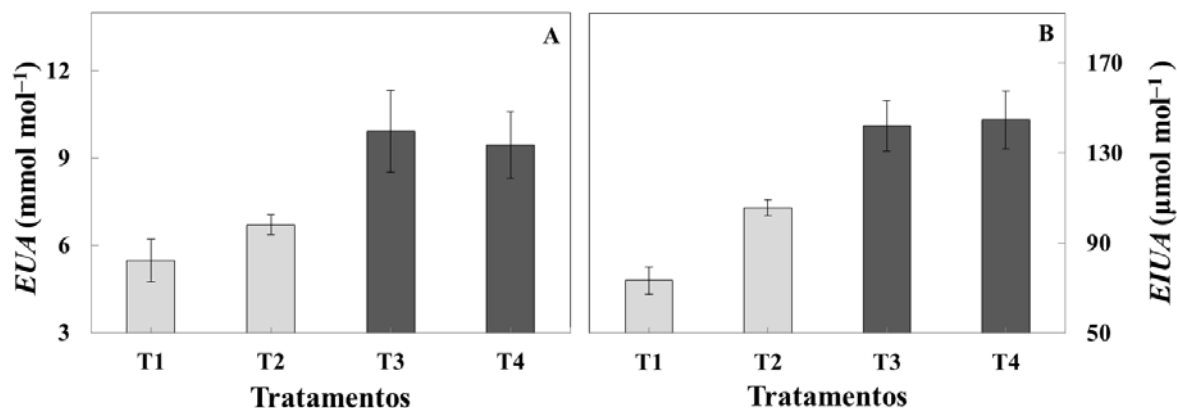 A
B
EUA (mmol mol⁻¹)
12
9
6
3
170
130
90
50
EIUA (µmol mol⁻¹)
T1 T2 T3 T4
T1 T2 T3 T4
Tratamentos
Tratamentos